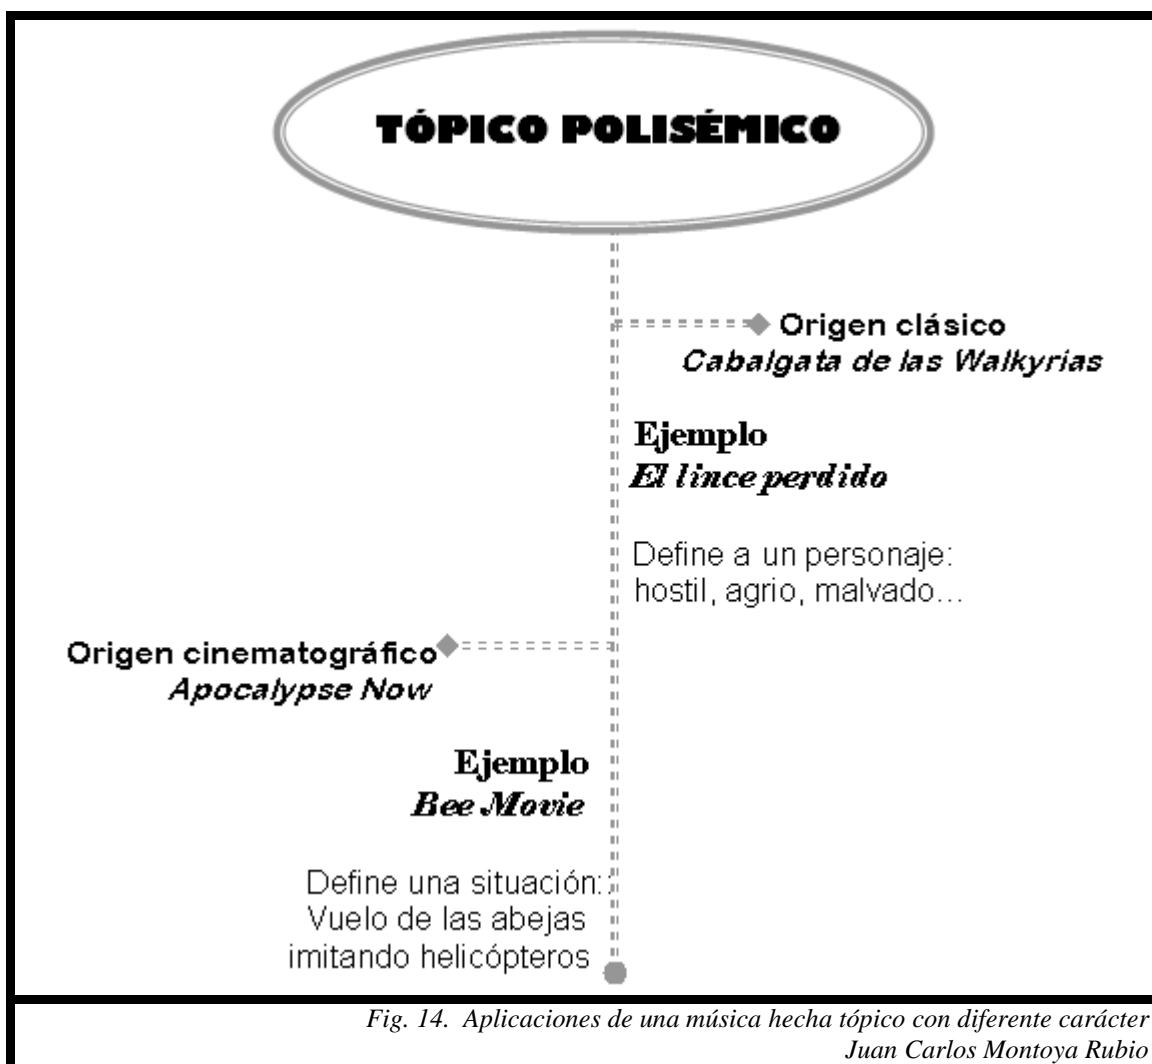 TÓPICO POLISÉMICO
Origen clásico
Cabalgata de las Walkyrias
Ejemplo
El lince perdido
Define a un personaje:
hostil, agrio, malvado...
Origen cinematográfico
Apocalypse Now
Ejemplo
Bee Movie
Define una situación:
Vuelo de las abejas
imitando helicópteros
Fig. 14. Aplicaciones de una música hecha tópico con diferente carácter
Juan Carlos Montoya Rubio